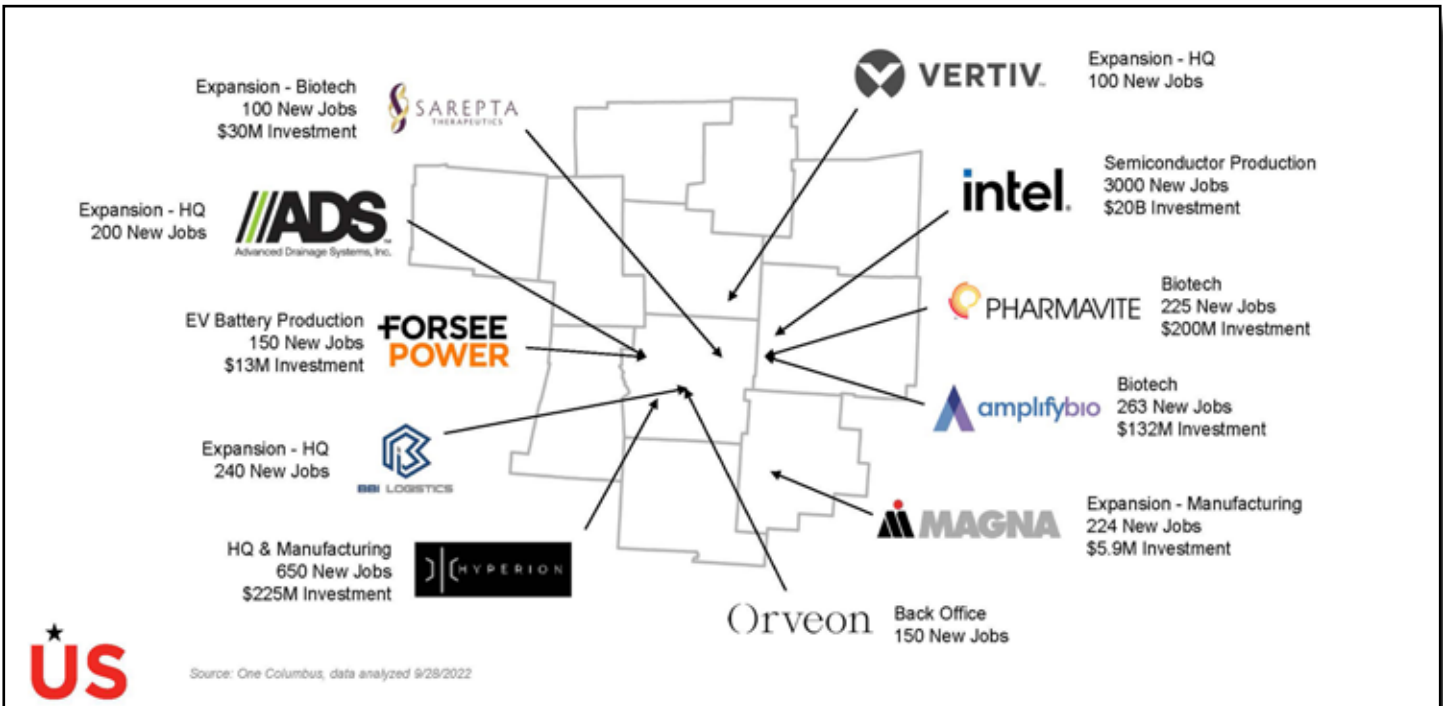 Expansion - Biotech
100 New Jobs
$30M Investment
SAREPTA
THERAPEUTICS
VERTIV™
Expansion - HQ
100 New Jobs
Expansion - HQ
200 New Jobs
ADS
Advanced Drainage Systems, Inc.
intel.
Semiconductor Production
3000 New Jobs
$20B Investment
EV Battery Production
150 New Jobs
$13M Investment
FORSEE
POWER
PHARMAVITE
Biotech
225 New Jobs
$200M Investment
amplifybio
Biotech
263 New Jobs
$132M Investment
Expansion - HQ
240 New Jobs
BBI LOGISTICS
MAGNA
Expansion - Manufacturing
224 New Jobs
$5.9M Investment
HQ & Manufacturing
650 New Jobs
$225M Investment
HYPERION
Orveon
Back Office
150 New Jobs
US
Source: One Columbus, data analyzed 9/28/2022